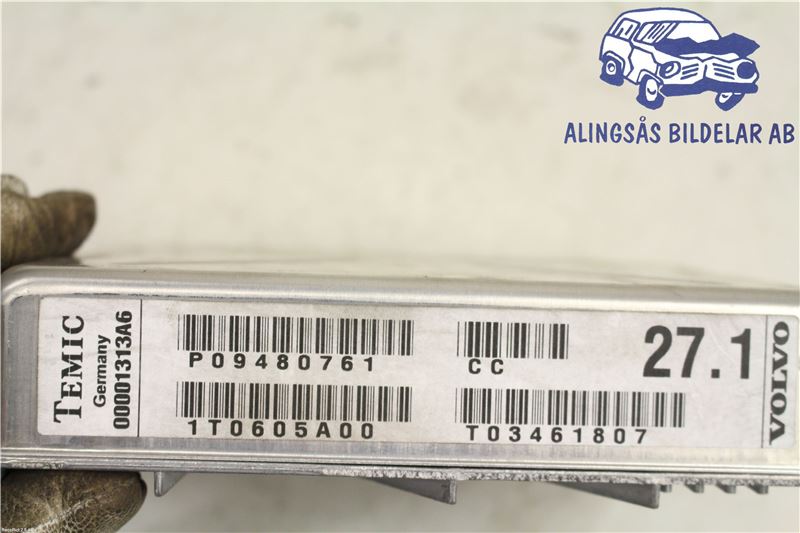 ALINGSÅS BILDELAR AB
TEMIC
Germany
00001313A6
P09480761
1T0605A00
CC
T03461807
27.1
VOLVO